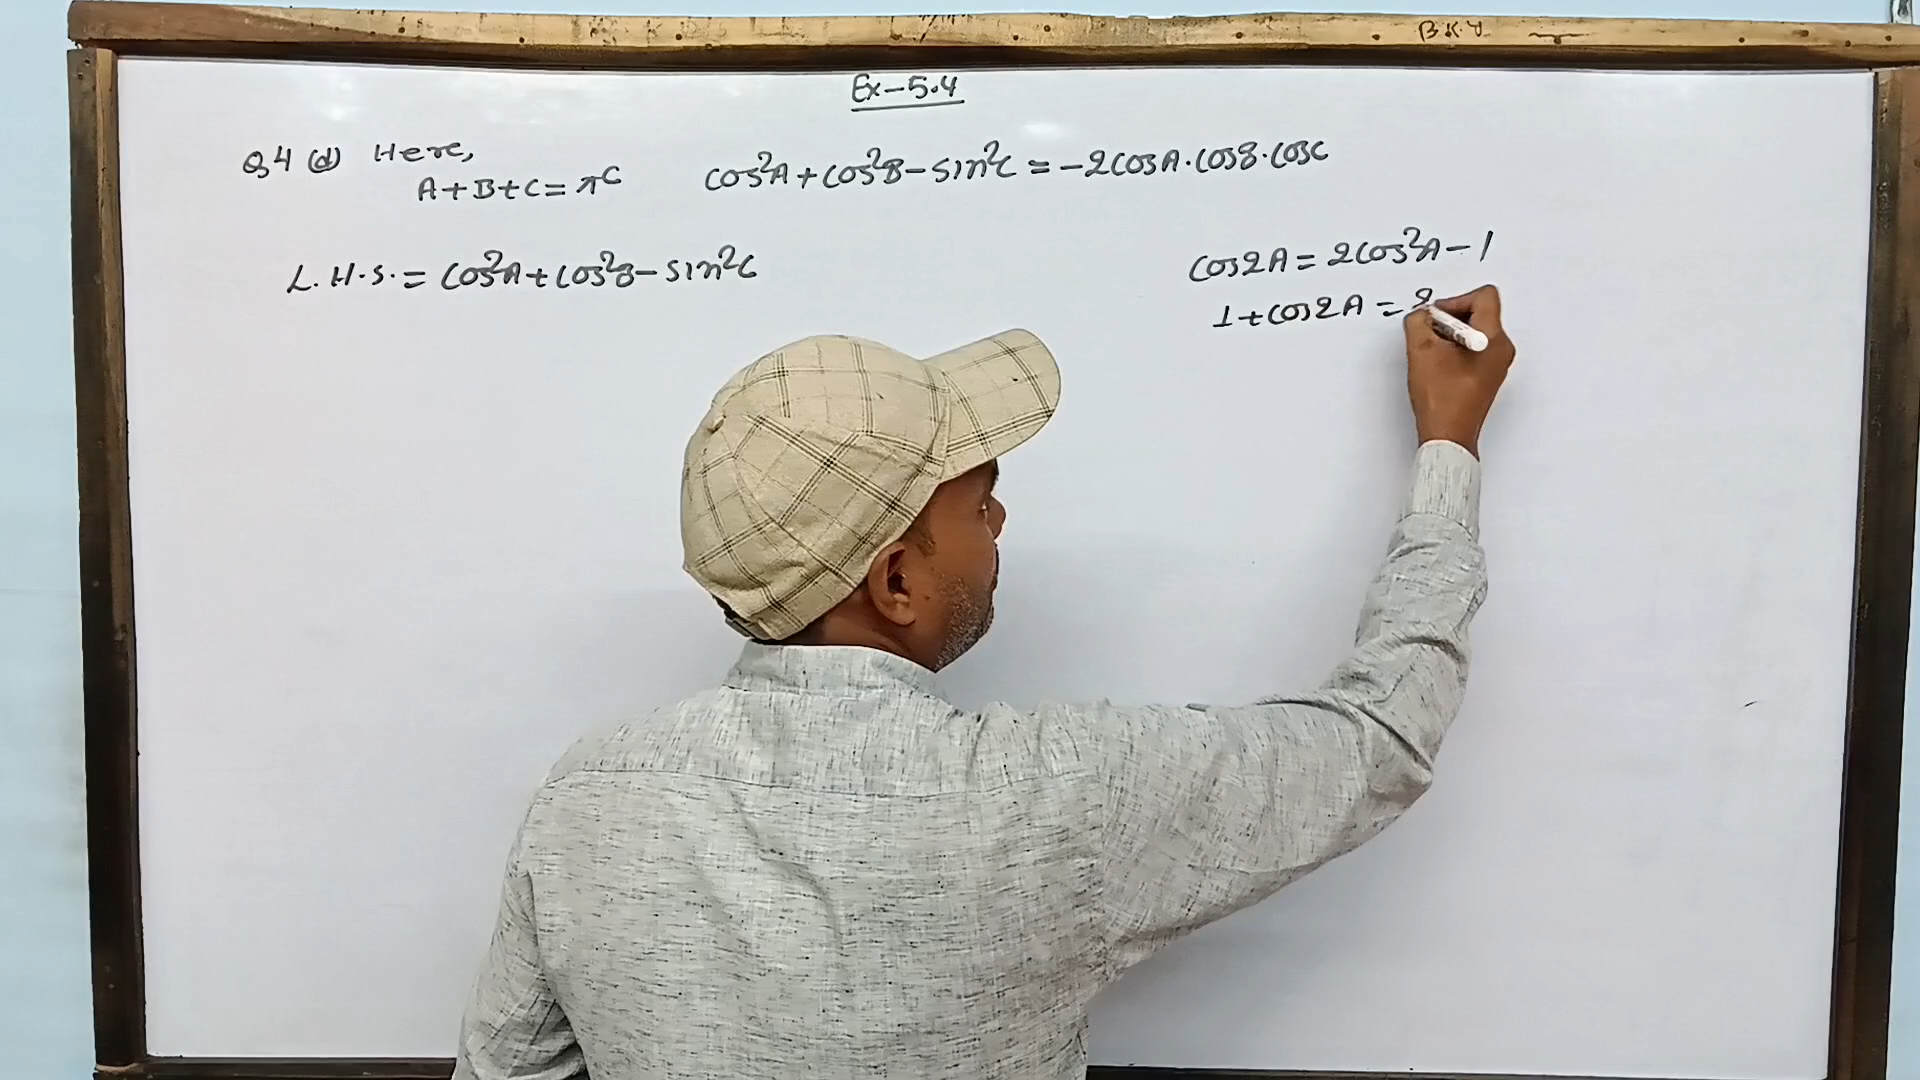 B.K.Y
Ex-5.4
Q4 (d) Here,
A+B+C=π^c cos²A+cos²B-sin²C=-2cosA.cosB.cosC
L.H.S.= cos²A+cos²B-sin²C
cos2A=2cos²A-1
1+cos2A=2